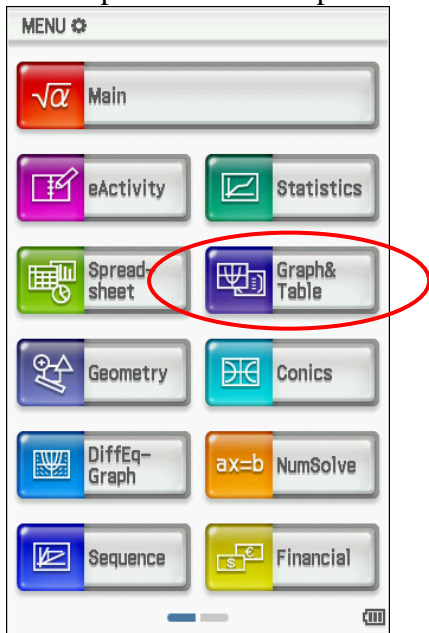 MENU
√α Main
eActivity
Statistics
Spread-
sheet
Graph&
Table
Geometry
Conics
DiffEq-
Graph
ax=b NumSolve
Sequence
$ € Financial